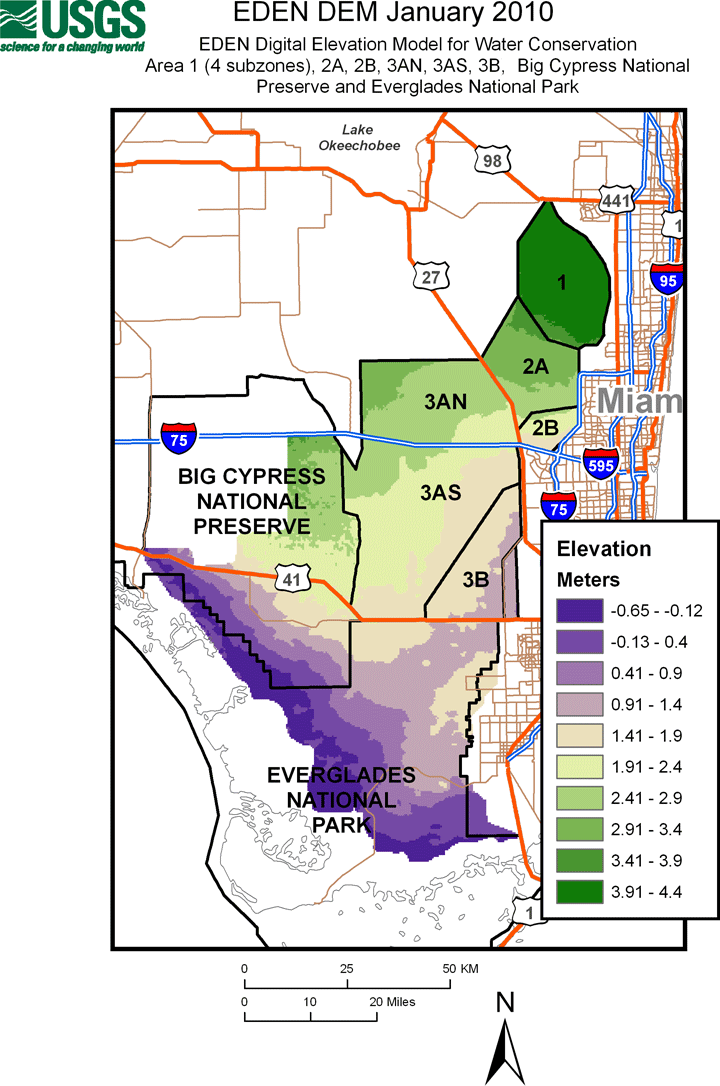 USGS
science for a changing world
EDEN DEM January 2010
EDEN Digital Elevation Model for Water Conservation
Area 1 (4 subzones), 2A, 2B, 3AN, 3AS, 3B, Big Cypress National
Preserve and Everglades National Park
Lake
Okeechobee
98
441
1
27
95
1
2A
3AN
Miam
2B
75
595
BIG CYPRESS
NATIONAL
PRESERVE
3AS
75
41
3B
EVERGLADES
NATIONAL
PARK
1
Elevation
Meters
-0.65 - -0.12
-0.13 - 0.4
0.41 - 0.9
0.91 - 1.4
1.41 - 1.9
1.91 - 2.4
2.41 - 2.9
2.91 - 3.4
3.41 - 3.9
3.91 - 4.4
0 25 50 KM
0 10 20 Miles
N